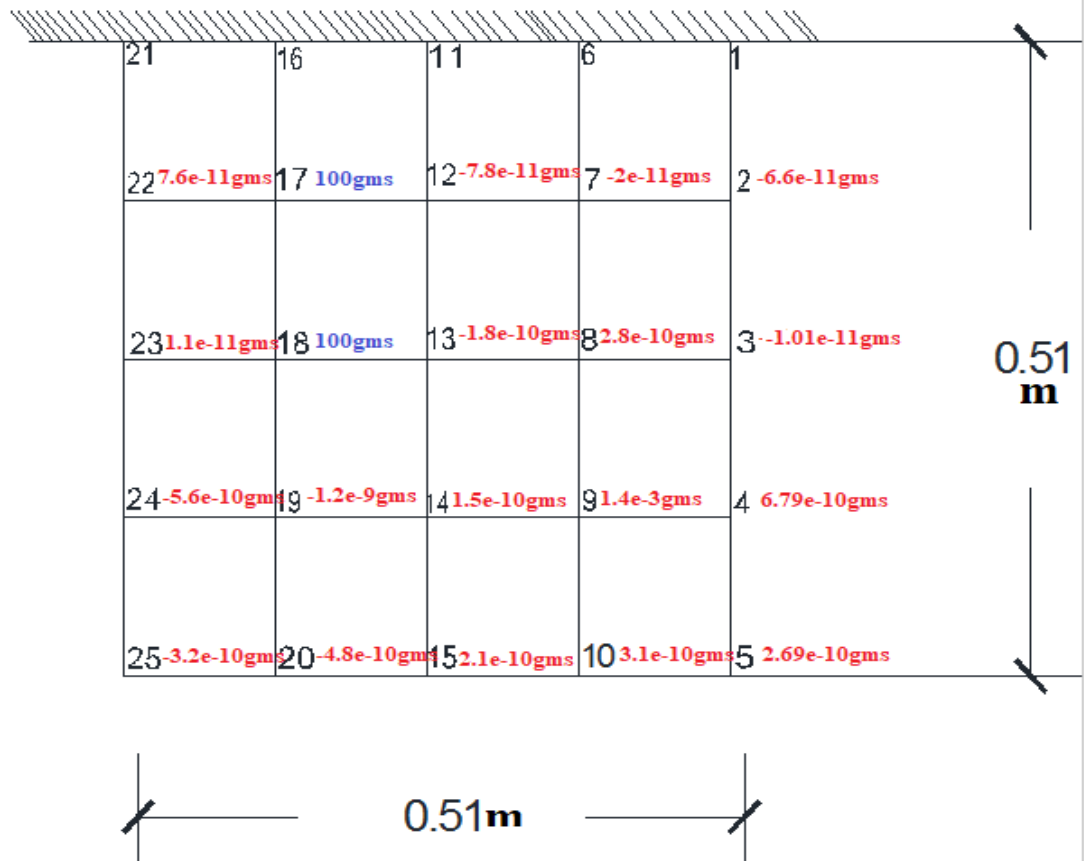 21 16 11 6 1
22 7.6e-11gms 17 100gms 12 -7.8e-11gms 7 -2e-11gms 2 -6.6e-11gms
23 1.1e-11gms 18 100gms 13 -1.8e-10gms 8 2.8e-10gms 3 -1.01e-11gms
0.51
m
24 -5.6e-10gms 19 -1.2e-9gms 14 1.5e-10gms 9 1.4e-3gms 4 6.79e-10gms
25 -3.2e-10gms 20 -4.8e-10gms 15 2.1e-10gms 10 3.1e-10gms 5 2.69e-10gms
0.51m